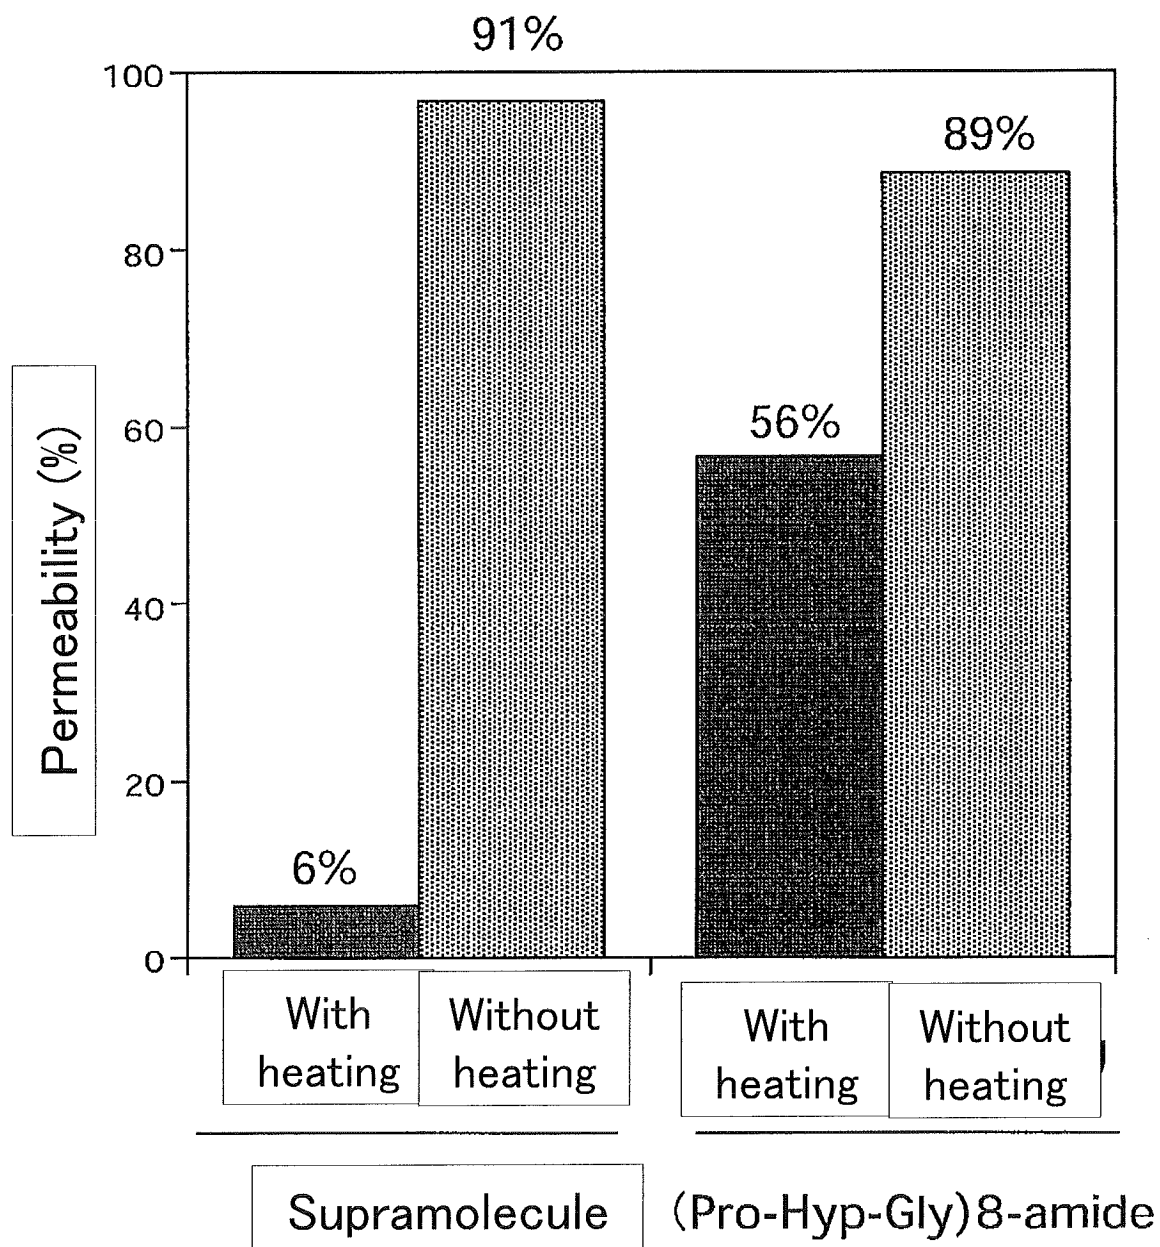 91%
100
89%
80
56%
60
Permeability (%)
40
20
6%
0
With heating
Without heating
With heating
Without heating
Supramolecule
(Pro-Hyp-Gly)8-amide